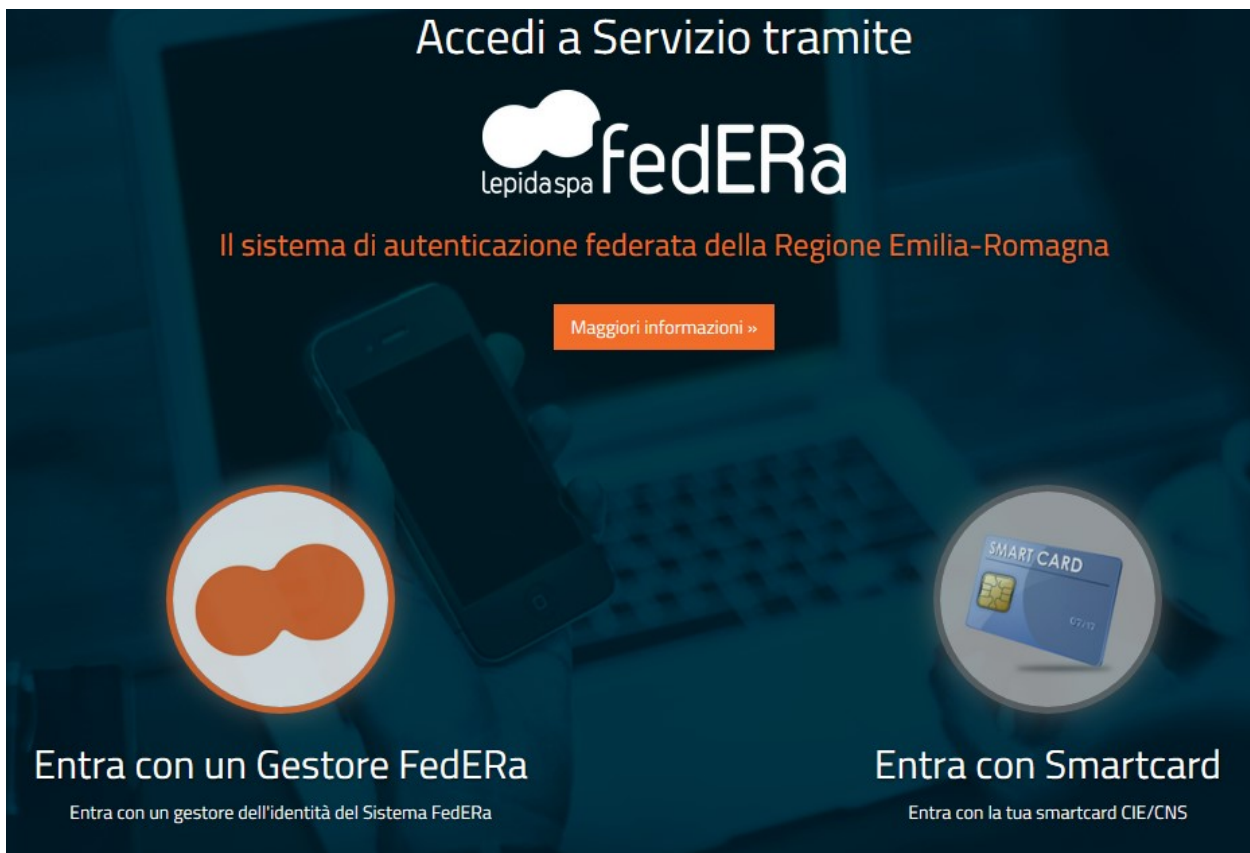 Accedi a Servizio tramite
lepidaspa fedERa
Il sistema di autenticazione federata della Regione Emilia-Romagna
Maggiori informazioni »
SMART CARD
07/12
Entra con un Gestore FedERa
Entra con un gestore dell'identità del Sistema FedERa
Entra con Smartcard
Entra con la tua smartcard CIE/CNS